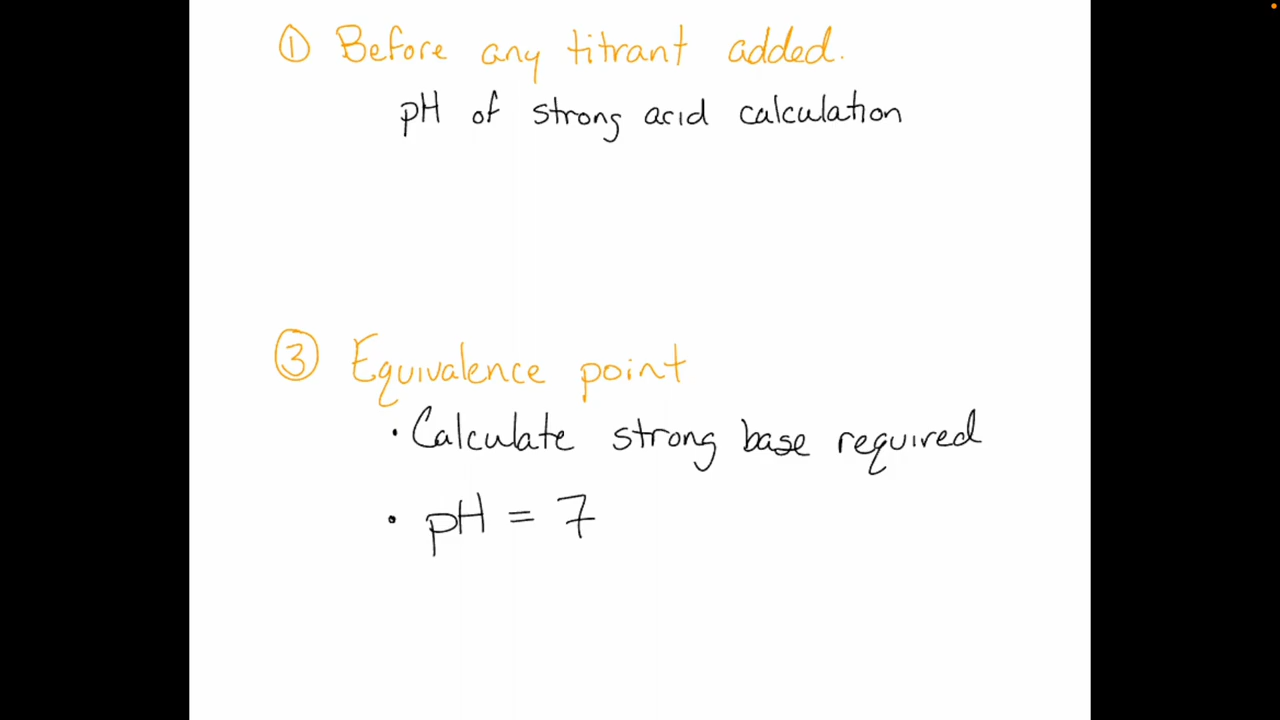 ① Before any titrant added.
pH of strong acid calculation
③ Equivalence point
· Calculate strong base required
· pH = 7